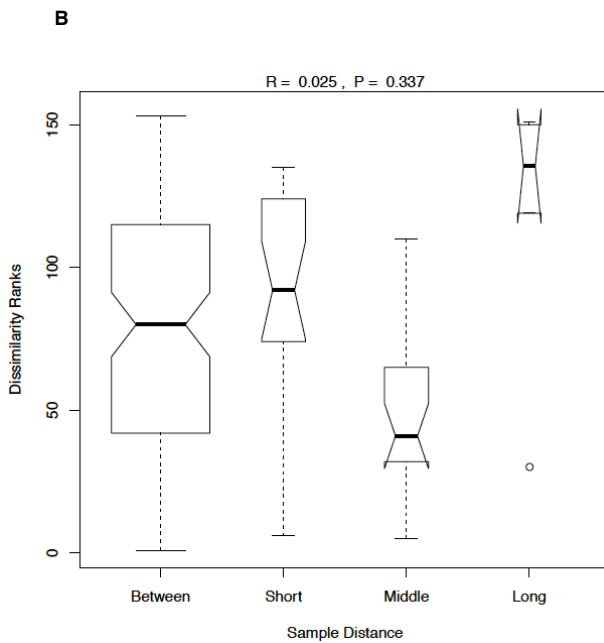 B
R = 0.025 , P = 0.337
Dissimilarity Ranks
150
100
50
0
Between Short Middle Long
Sample Distance